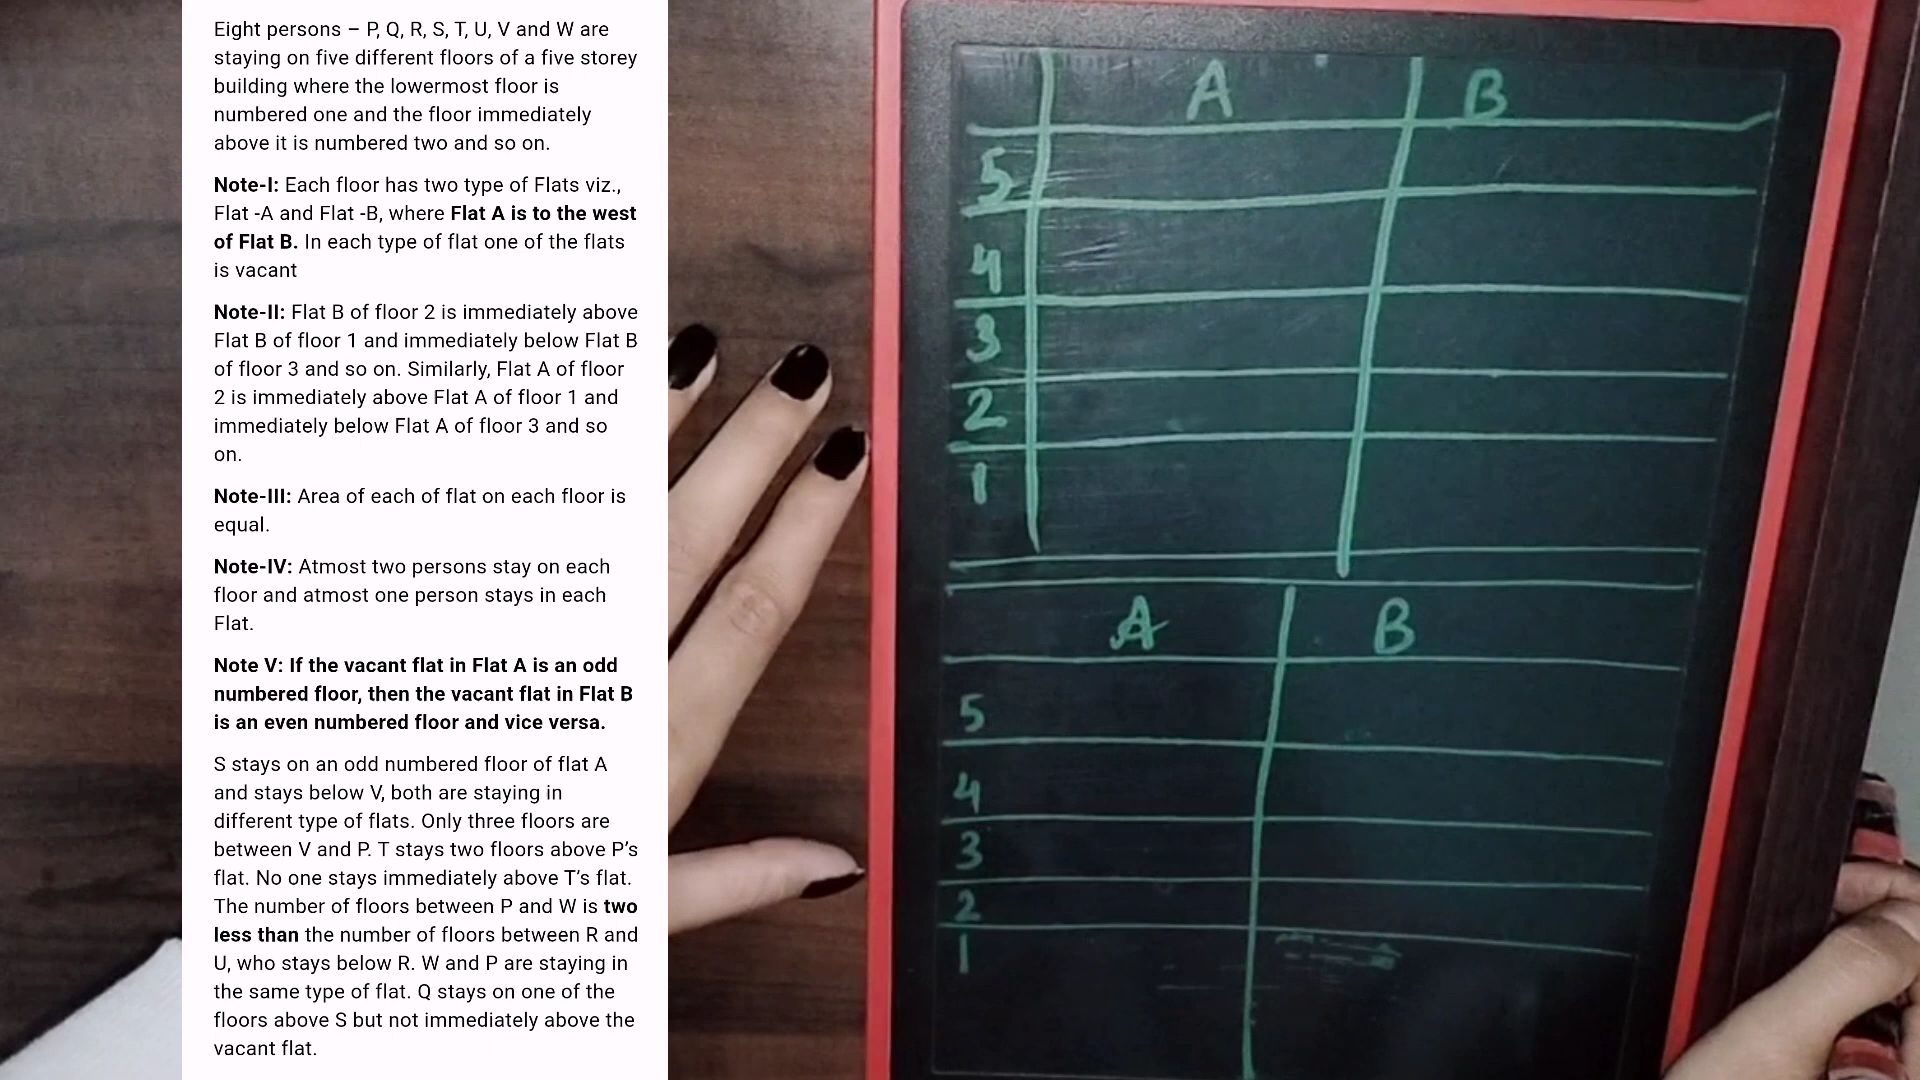 Eight persons – P, Q, R, S, T, U, V and W are
staying on five different floors of a five storey
building where the lowermost floor is
numbered one and the floor immediately
above it is numbered two and so on.
Note-I: Each floor has two type of Flats viz.,
Flat -A and Flat -B, where Flat A is to the west
of Flat B. In each type of flat one of the flats
is vacant
Note-II: Flat B of floor 2 is immediately above
Flat B of floor 1 and immediately below Flat B
of floor 3 and so on. Similarly, Flat A of floor
2 is immediately above Flat A of floor 1 and
immediately below Flat A of floor 3 and so
on.
Note-III: Area of each of flat on each floor is
equal.
Note-IV: Atmost two persons stay on each
floor and atmost one person stays in each
Flat.
Note V: If the vacant flat in Flat A is an odd
numbered floor, then the vacant flat in Flat B
is an even numbered floor and vice versa.
S stays on an odd numbered floor of flat A
and stays below V, both are staying in
different type of flats. Only three floors are
between V and P. T stays two floors above P’s
flat. No one stays immediately above T’s flat.
The number of floors between P and W is two
less than the number of floors between R and
U, who stays below R. W and P are staying in
the same type of flat. Q stays on one of the
floors above S but not immediately above the
vacant flat.
A B
5
4
3
2
1
A B
5
4
3
2
1